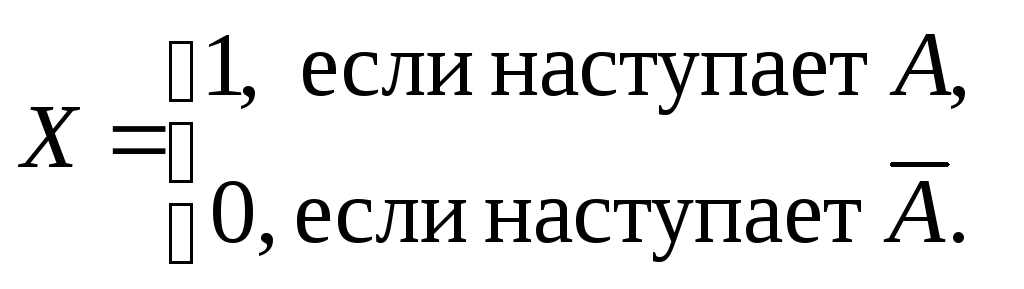 1, если наступает A,
X =
0, если наступает A̅.